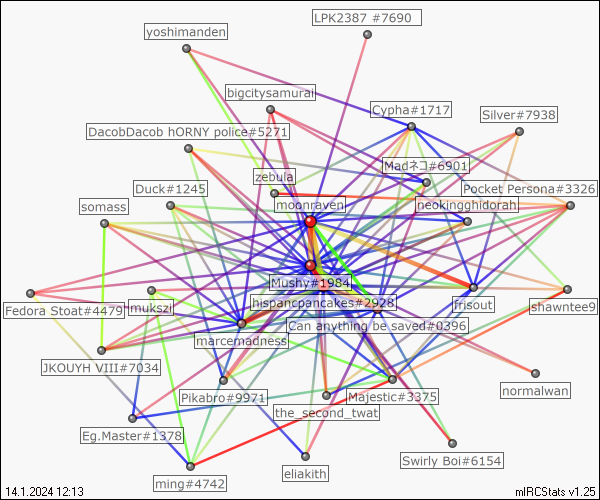 LPK2387 #7690
yoshimanden
bigcitysamurai
Cypha#1717
Silver#7938
DacobDacob hORNY police#5271
Madネコ#6901
zebula
Duck#1245
Pocket Persona#3326
moonraven
neokingghidorah
somass
Mushy#1984
Fedora Stoat#4479
mukszi
hispancpancakes#2928
frisout
shawntee9
Can anything be saved#0396
marcemadness
JKOUYH VIII#7034
normalwan
Pikabro#9971
Majestic#3375
the_second_twat
Eg.Master#1378
Swirly Boi#6154
eliakith
ming#4742
14.1.2024 12:13
mIRCStats v1.25